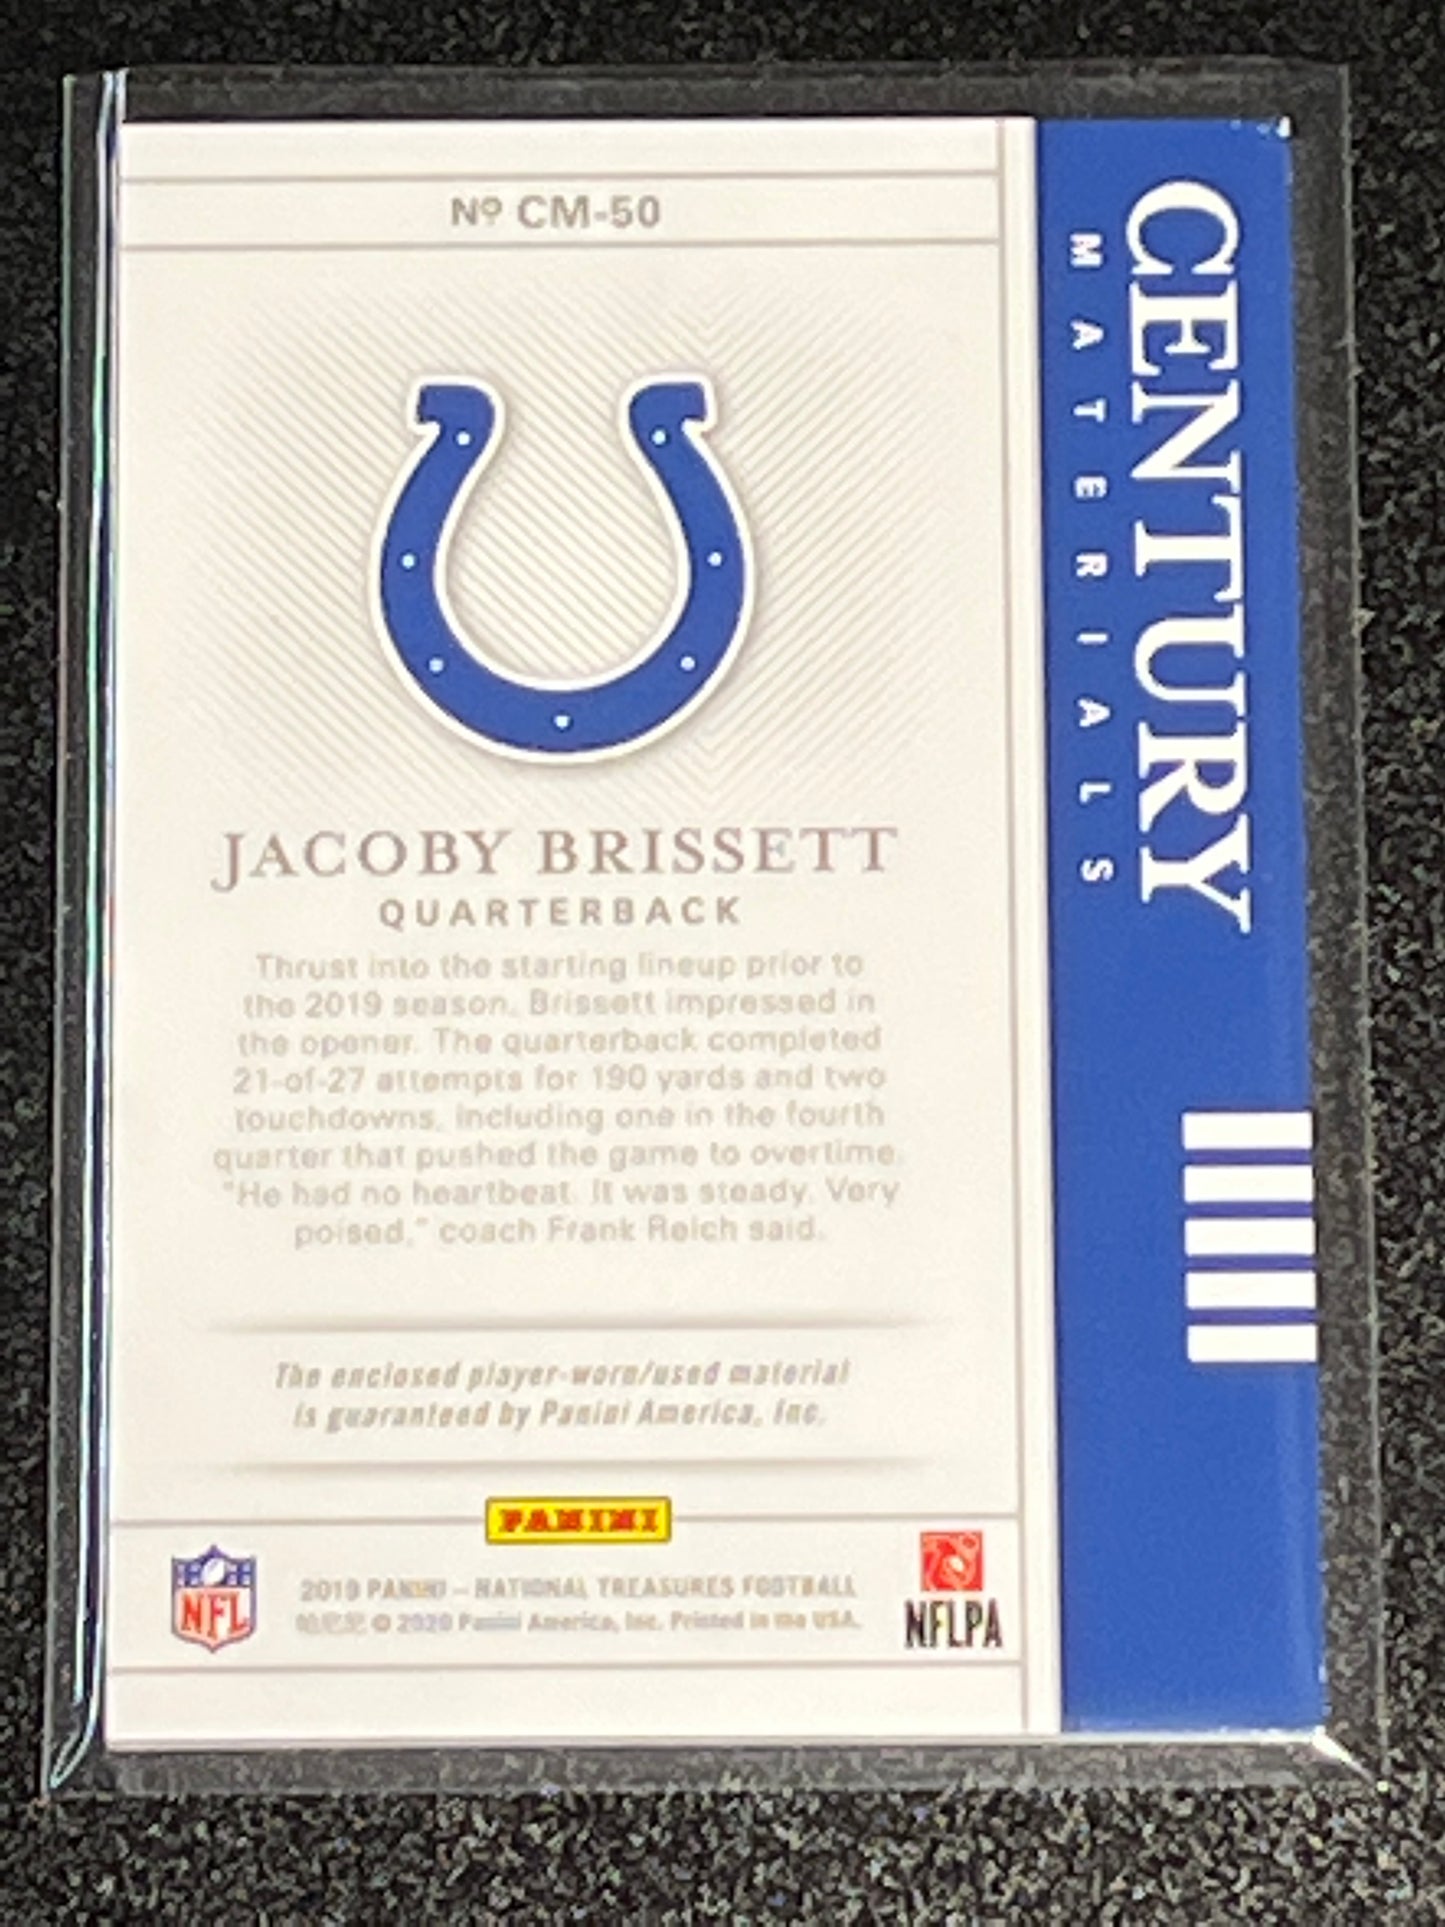 Nº CM-50
CENTURY
MATERIALS
JACOBY BRISSETT
QUARTERBACK
Thrust into the starting lineup prior to
the 2019 season, Brissett impressed in
the opener. The quarterback completed
21-of-27 attempts for 190 yards and two
touchdowns, including one in the fourth
quarter that pushed the game to overtime.
"He had no heartbeat. It was steady. Very
poised," coach Frank Reich said.
The enclosed player-worn/used material
is guaranteed by Panini America, Inc.
PANINI
NFL
2019 PANINI – NATIONAL TREASURES FOOTBALL
© 2020 Panini America, Inc. Printed in the USA.
NFLPA